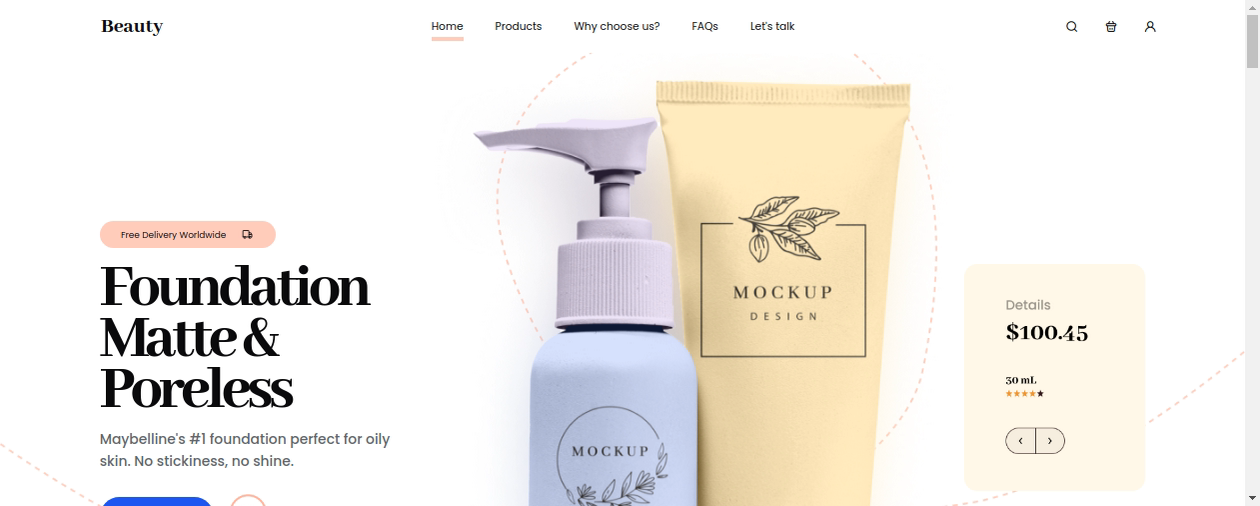 Beauty
Home
Products
Why choose us?
FAQs
Let's talk
Free Delivery Worldwide
Foundation
Matte &
Poreless
Maybelline's #1 foundation perfect for oily
skin. No stickiness, no shine.
MOCKUP
DESIGN
MOCKUP
Details
$100.45
30 mL